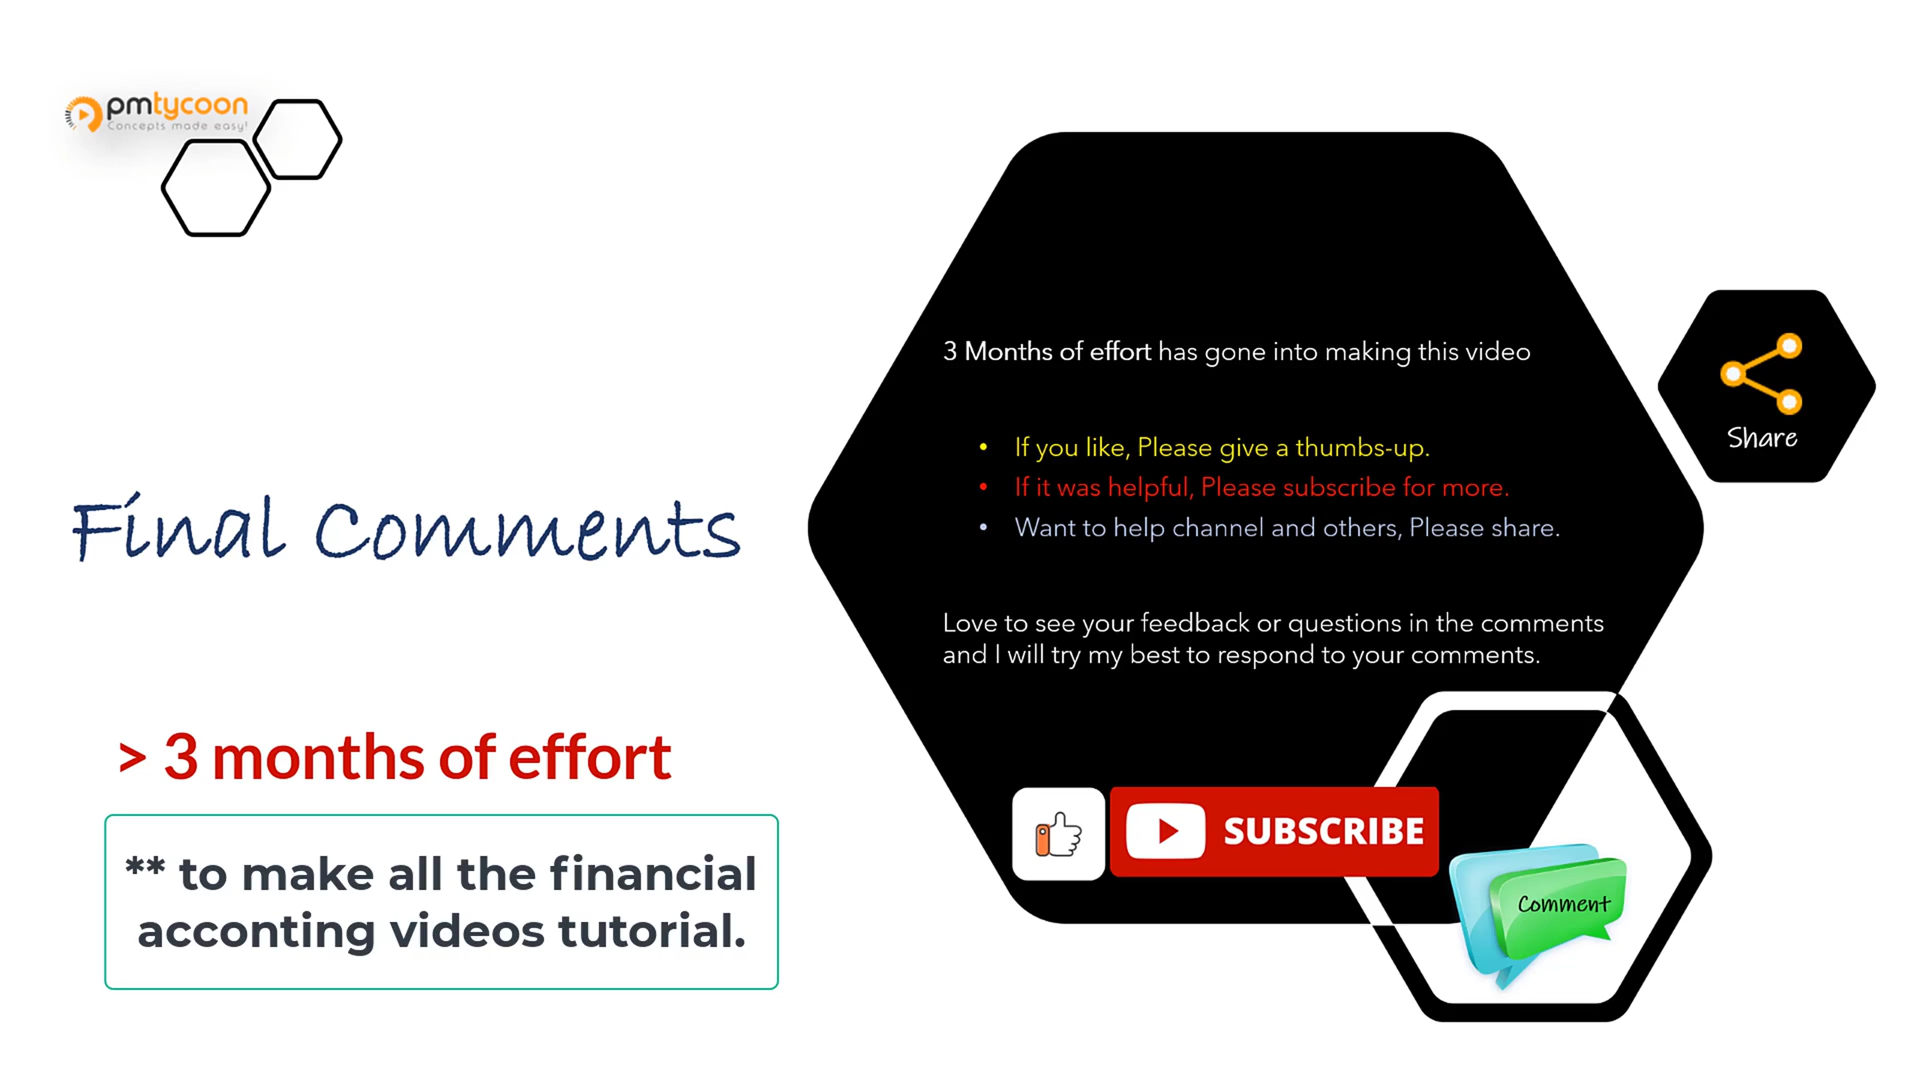 pmtycoon
Concepts made easy!
Final Comments
> 3 months of effort
** to make all the financial
acconting videos tutorial.
3 Months of effort has gone into making this video
• If you like, Please give a thumbs-up.
• If it was helpful, Please subscribe for more.
• Want to help channel and others, Please share.
Love to see your feedback or questions in the comments
and I will try my best to respond to your comments.
Share
SUBSCRIBE
Comment